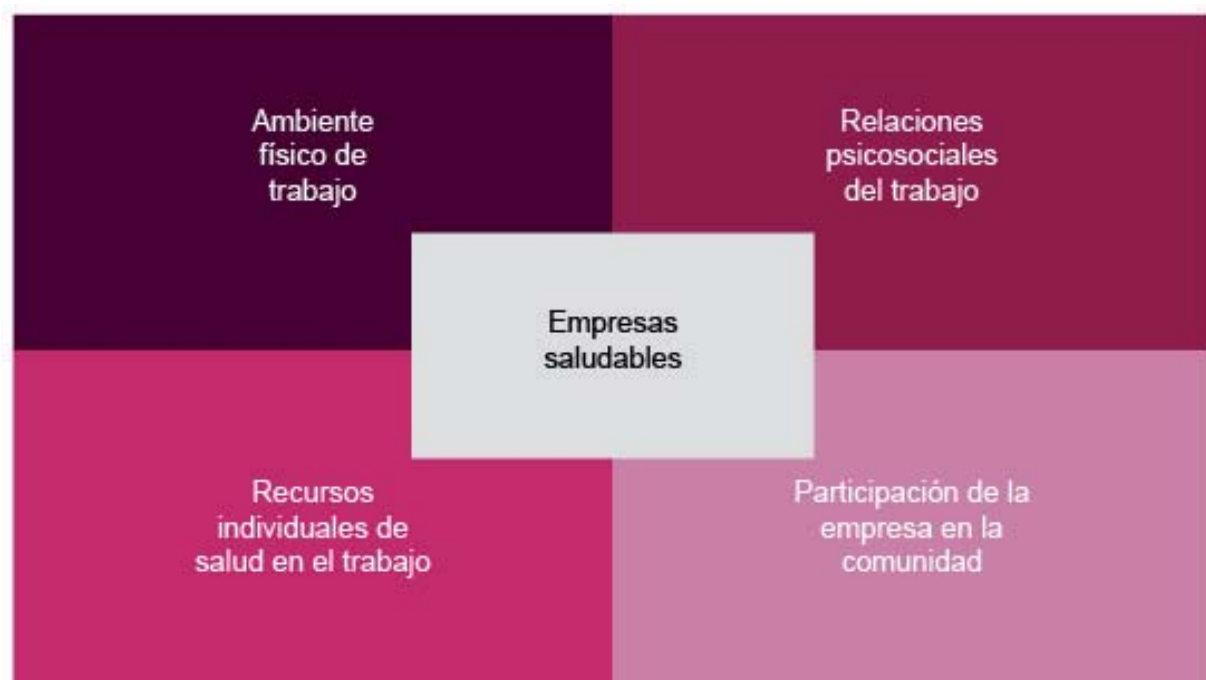 Ambiente
físico de
trabajo
Relaciones
psicosociales
del trabajo
Empresas
saludables
Recursos
individuales de
salud en el trabajo
Participación de la
empresa en la
comunidad